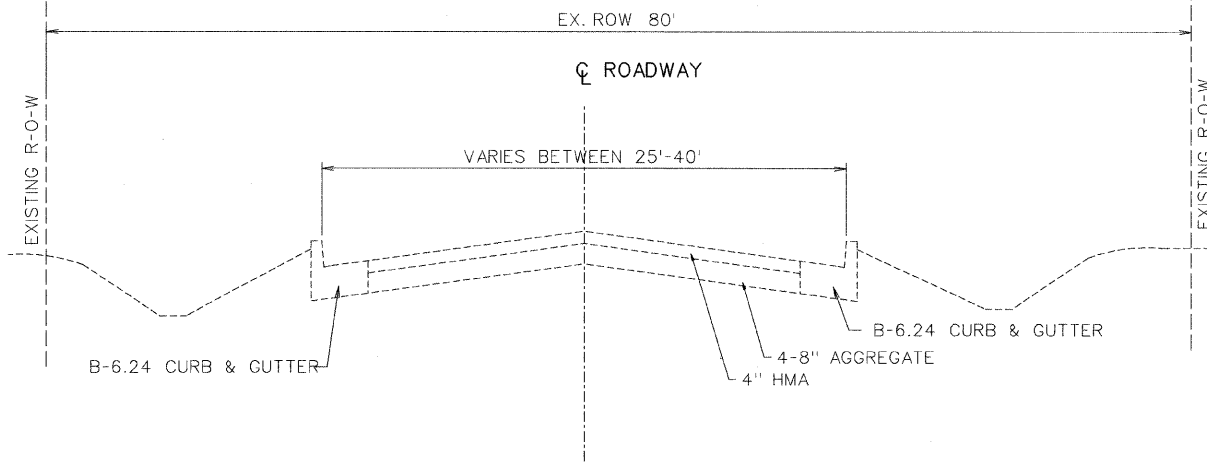 EX. ROW 80'
℄ ROADWAY
EXISTING R-O-W
EXISTING R-O-W
VARIES BETWEEN 25'-40'
B-6.24 CURB & GUTTER
B-6.24 CURB & GUTTER
4-8" AGGREGATE
4" HMA